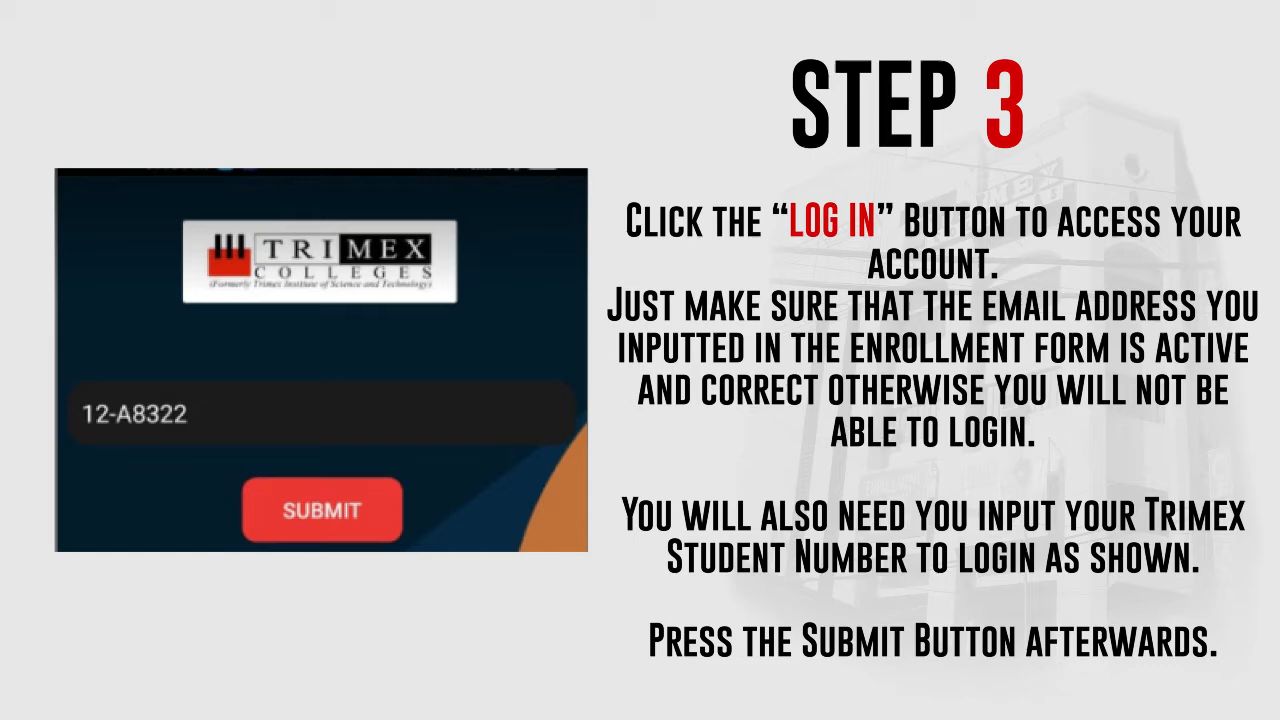 STEP 3
TRIMEX
COLLEGES
(Formerly Trimex Institute of Science and Technology)
12-A8322
SUBMIT
CLICK THE “LOG IN” BUTTON TO ACCESS YOUR
ACCOUNT.
JUST MAKE SURE THAT THE EMAIL ADDRESS YOU
INPUTTED IN THE ENROLLMENT FORM IS ACTIVE
AND CORRECT OTHERWISE YOU WILL NOT BE
ABLE TO LOGIN.
YOU WILL ALSO NEED YOU INPUT YOUR TRIMEX
STUDENT NUMBER TO LOGIN AS SHOWN.
PRESS THE SUBMIT BUTTON AFTERWARDS.